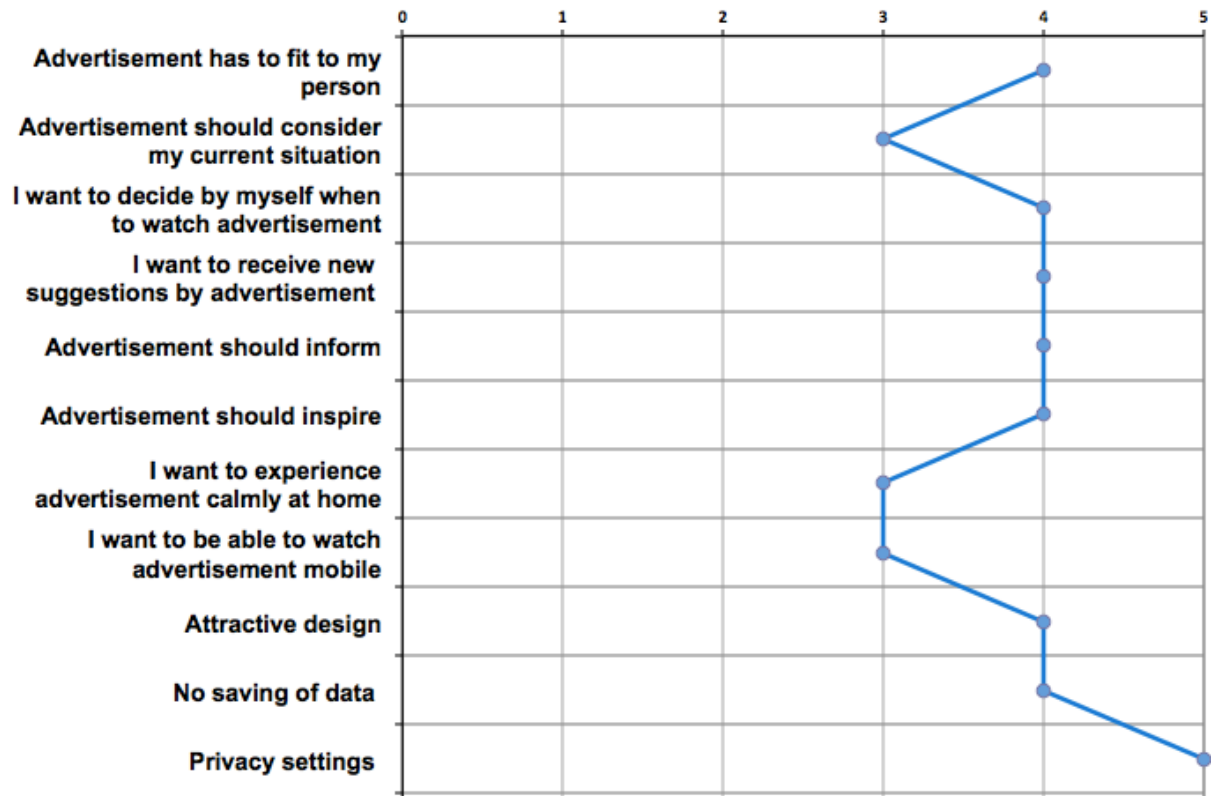 0 1 2 3 4 5
Advertisement has to fit to my
person
Advertisement should consider
my current situation
I want to decide by myself when
to watch advertisement
I want to receive new
suggestions by advertisement
Advertisement should inform
Advertisement should inspire
I want to experience
advertisement calmly at home
I want to be able to watch
advertisement mobile
Attractive design
No saving of data
Privacy settings